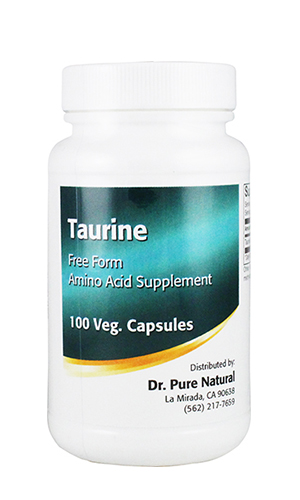 Taurine
Free Form
Amino Acid Supplement
100 Veg. Capsules
Distributed by:
Dr. Pure Natural
La Mirada, CA 90638
(562) 217-7659